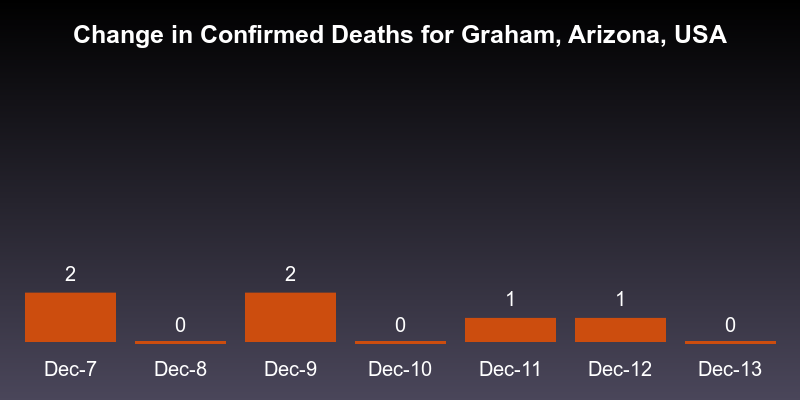 Change in Confirmed Deaths for Graham, Arizona, USA
2 0 2 0 1 1 0
Dec-7 Dec-8 Dec-9 Dec-10 Dec-11 Dec-12 Dec-13